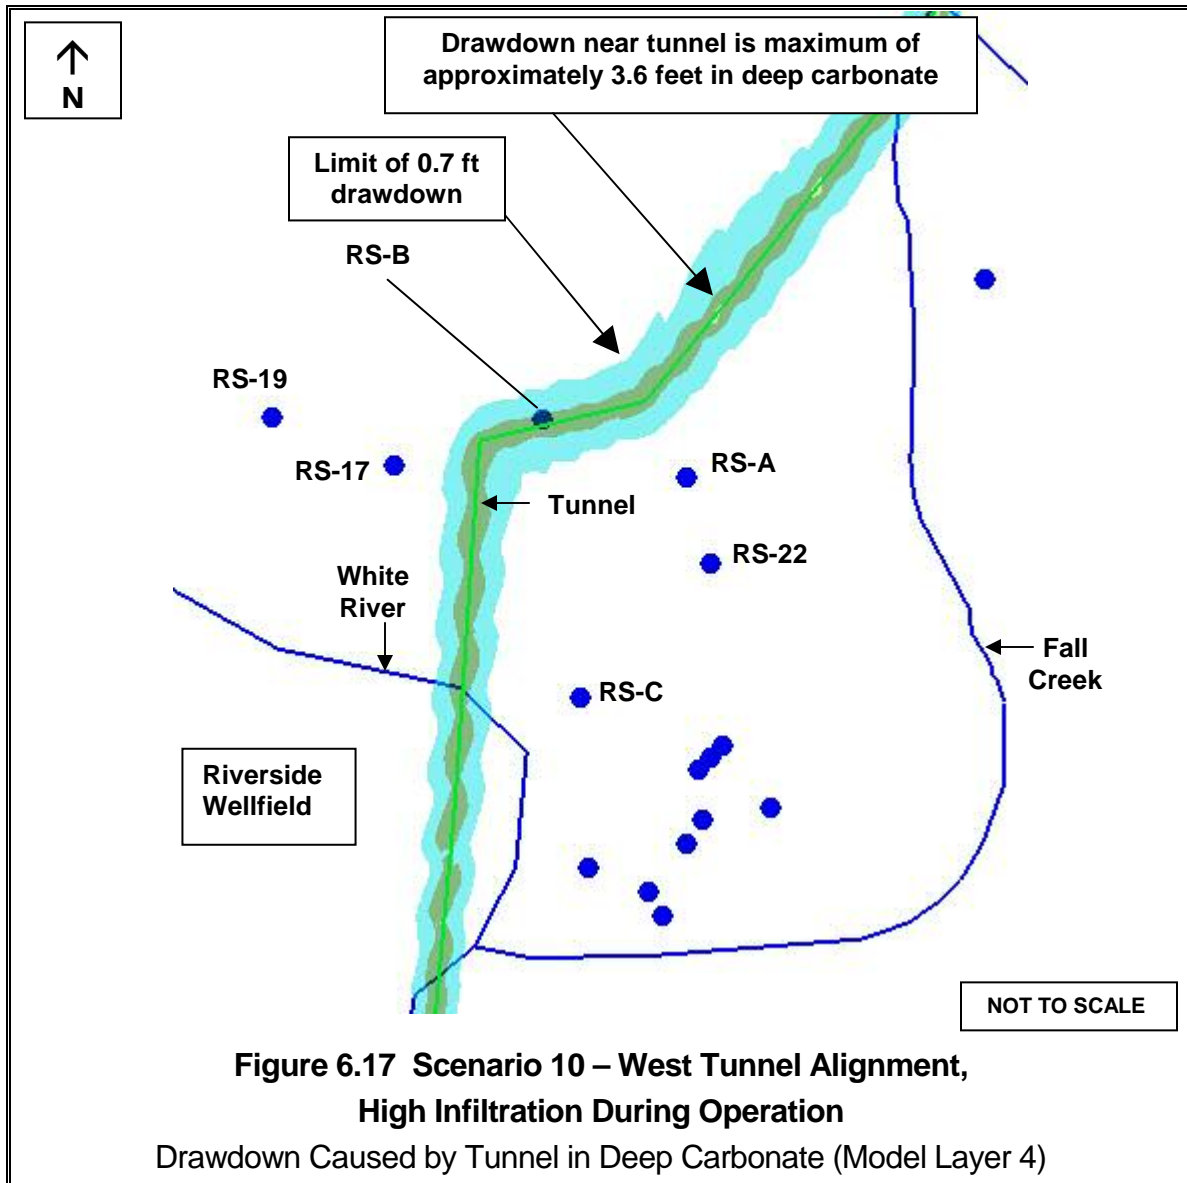 N
Drawdown near tunnel is maximum of
approximately 3.6 feet in deep carbonate
Limit of 0.7 ft
drawdown
RS-B
RS-19
RS-17
RS-A
Tunnel
RS-22
White
River
Fall
Creek
RS-C
Riverside
Wellfield
NOT TO SCALE
Figure 6.17 Scenario 10 – West Tunnel Alignment,
High Infiltration During Operation
Drawdown Caused by Tunnel in Deep Carbonate (Model Layer 4)